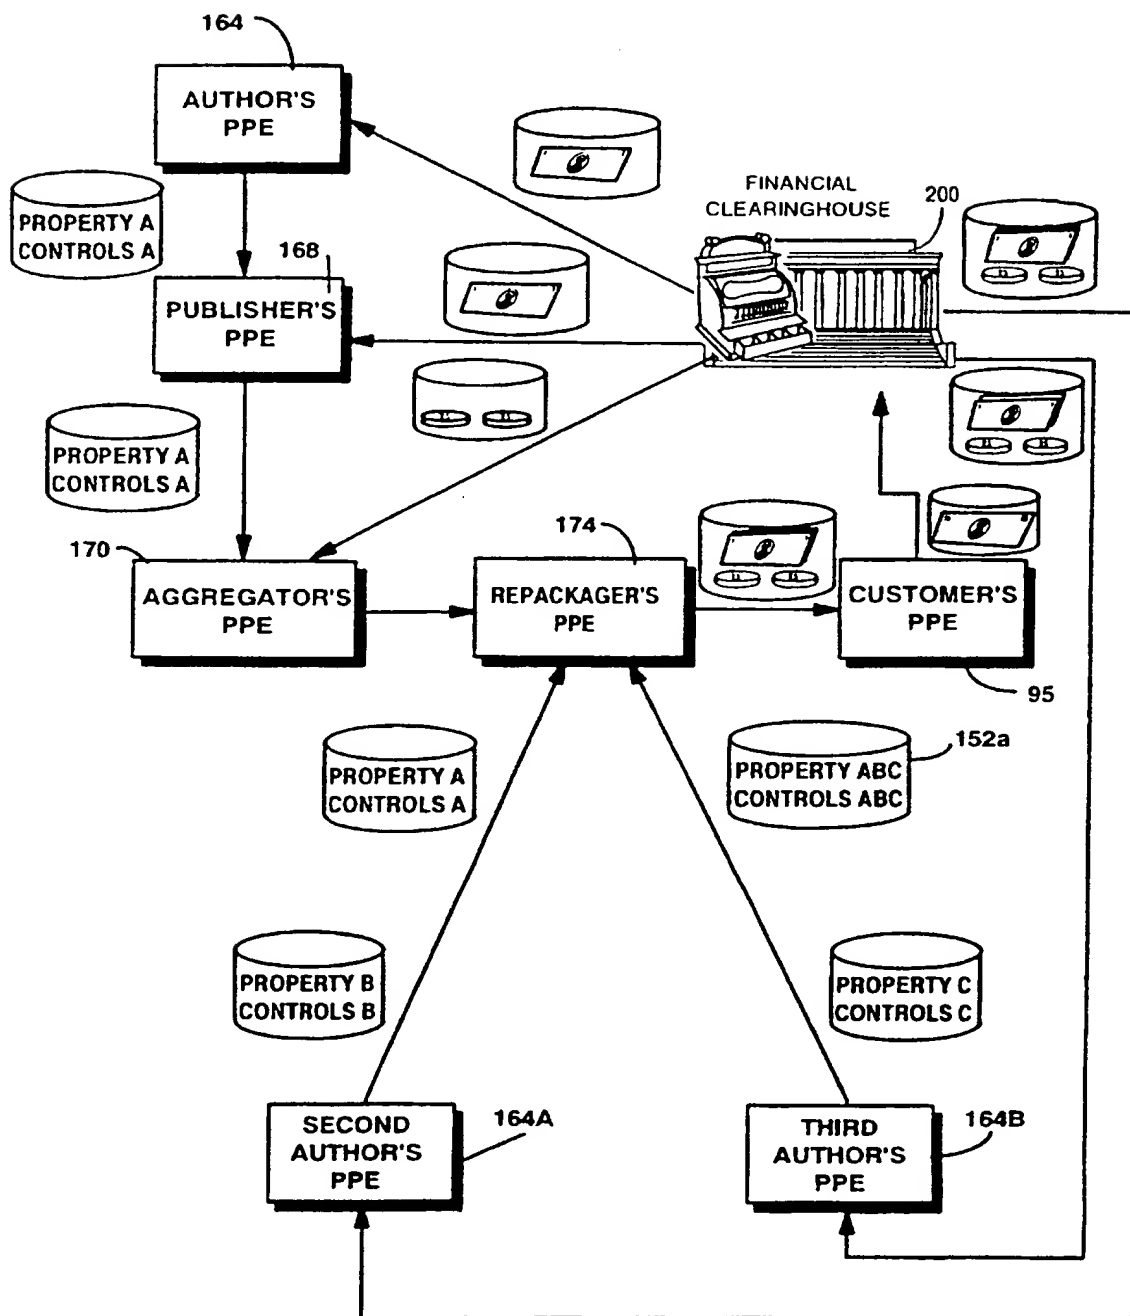 164
AUTHOR'S
PPE
PROPERTY A
CONTROLS A
FINANCIAL
CLEARINGHOUSE
200
168
PUBLISHER'S
PPE
PROPERTY A
CONTROLS A
170
AGGREGATOR'S
PPE
174
REPACKAGER'S
PPE
CUSTOMER'S
PPE
95
PROPERTY A
CONTROLS A
152a
PROPERTY ABC
CONTROLS ABC
PROPERTY B
CONTROLS B
PROPERTY C
CONTROLS C
SECOND
AUTHOR'S
PPE
164A
THIRD
AUTHOR'S
PPE
164B